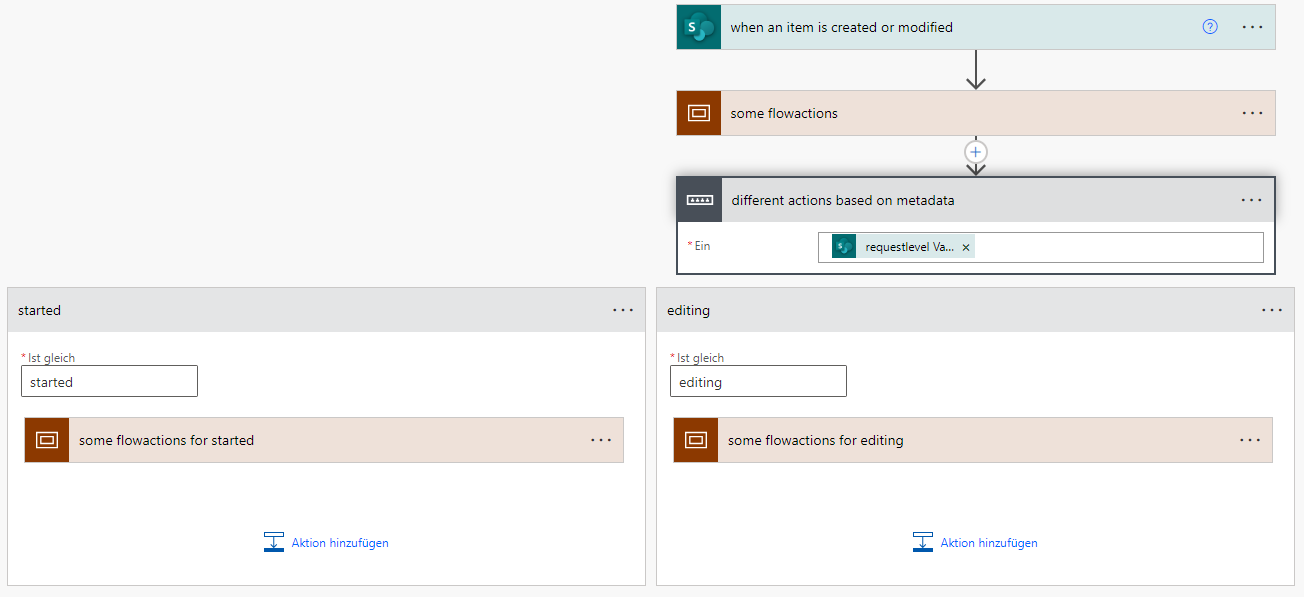 when an item is created or modified
some flowactions
different actions based on metadata
* Ein
requestlevel Va...
started
editing
* Ist gleich
started
* Ist gleich
editing
some flowactions for started
some flowactions for editing
Aktion hinzufügen
Aktion hinzufügen